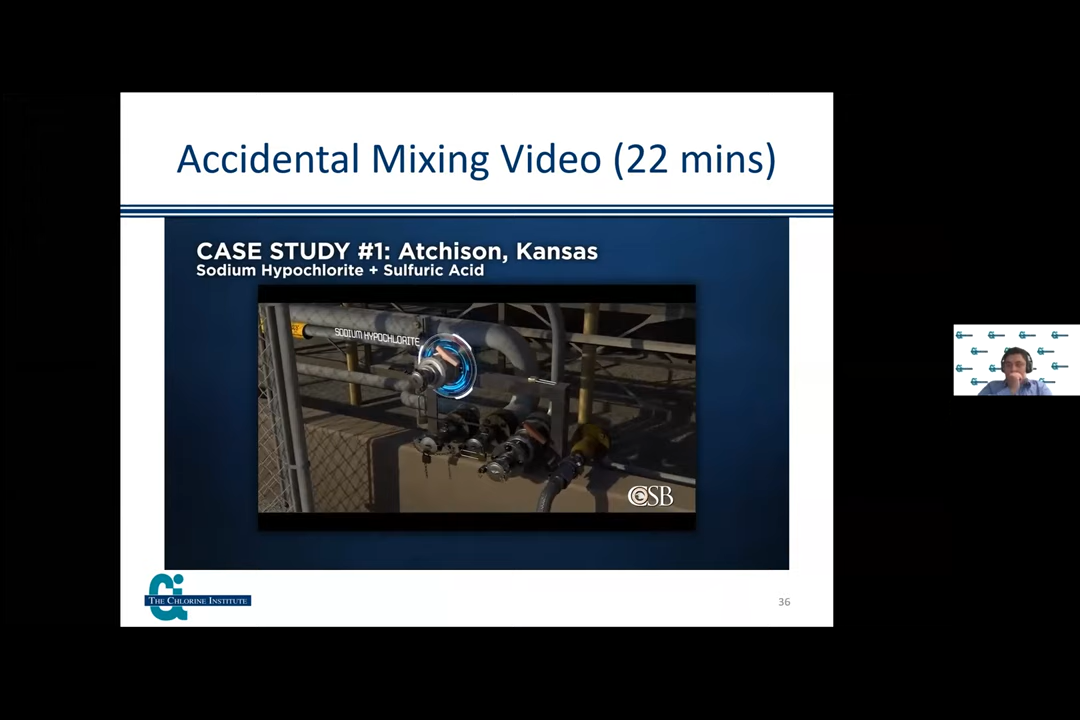 Accidental Mixing Video (22 mins)
CASE STUDY #1: Atchison, Kansas
Sodium Hypochlorite + Sulfuric Acid
SODIUM HYPOCHLORITE
CSB
THE CHLORINE INSTITUTE
36